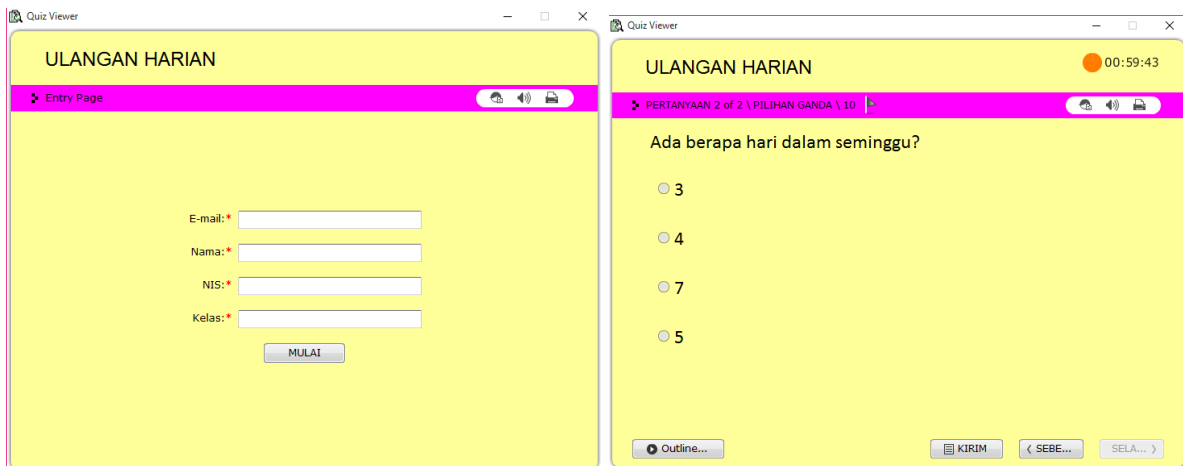 Quiz Viewer
ULANGAN HARIAN
Entry Page
E-mail:*
Nama:*
NIS:*
Kelas:*
MULAI
Quiz Viewer
ULANGAN HARIAN
00:59:43
PERTANYAAN 2 of 2 \ PILIHAN GANDA \ 10
Ada berapa hari dalam seminggu?
3
4
7
5
Outline...
KIRIM
SEBE...
SELA...